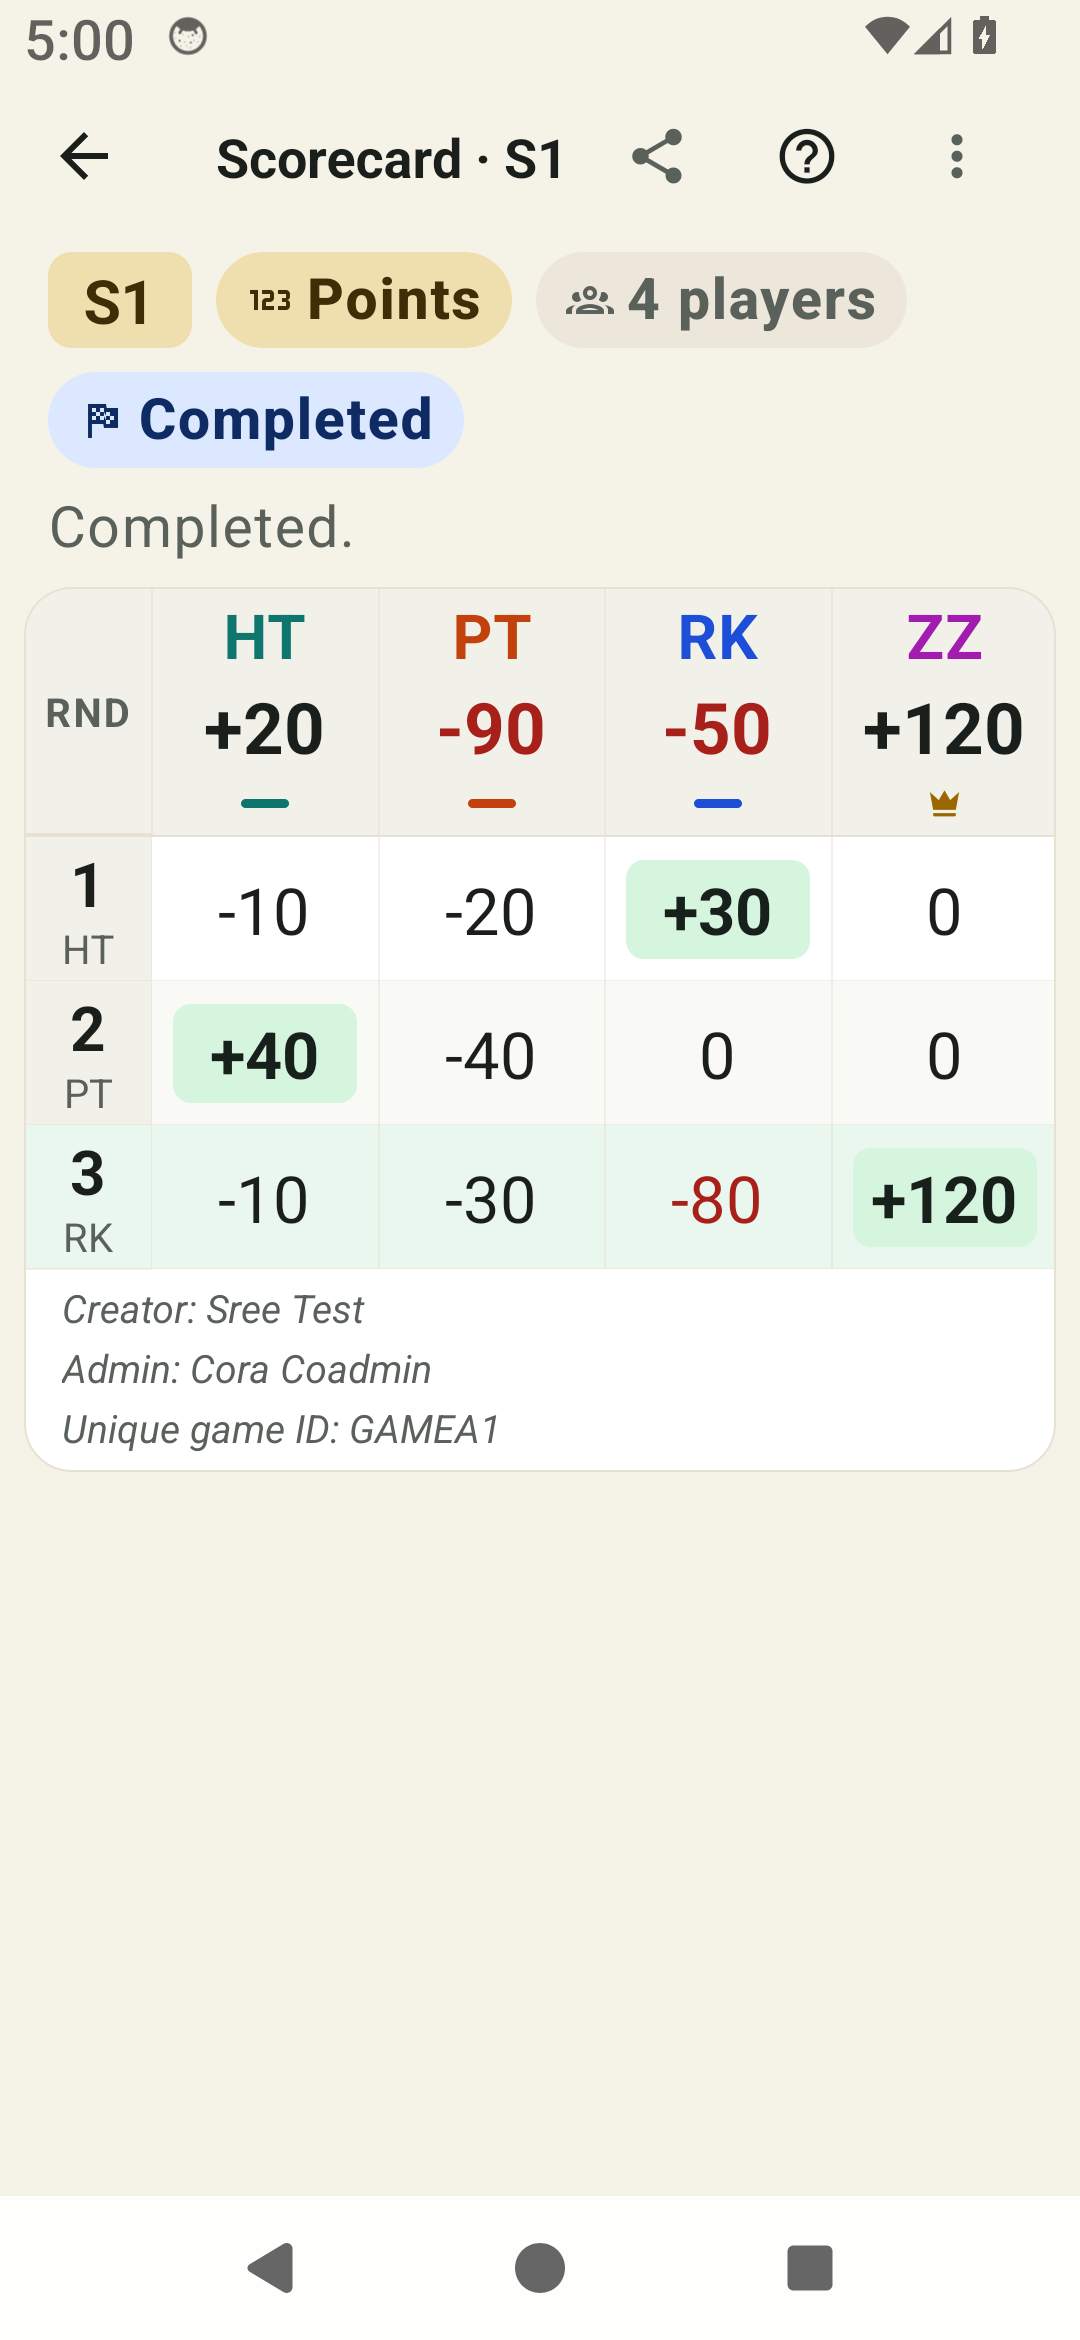 5:00
Scorecard · S1
S1
123 Points
4 players
Completed
Completed.
HT PT RK ZZ
RND +20 -90 -50 +120
1 HT -10 -20 +30 0
2 PT +40 -40 0 0
3 RK -10 -30 -80 +120
Creator: Sree Test
Admin: Cora Coadmin
Unique game ID: GAMEA1